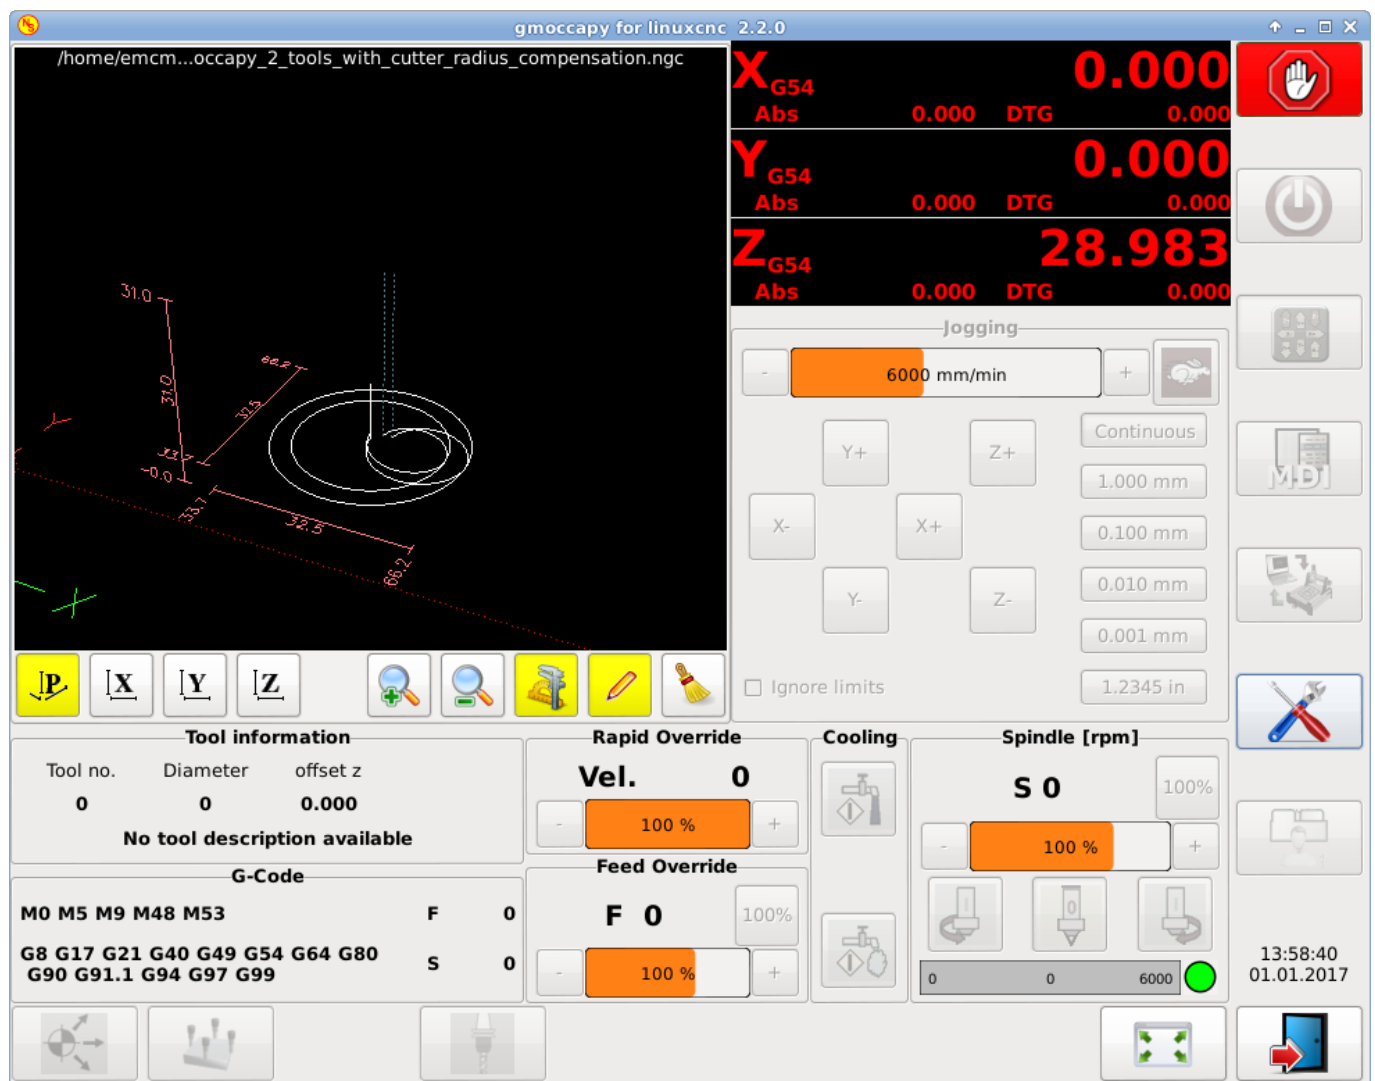 gmoccapy for linuxcnc 2.2.0
/home/emcm...occapy_2_tools_with_cutter_radius_compensation.ngc
X G54 0.000
Abs 0.000 DTG 0.000
Y G54 0.000
Abs 0.000 DTG 0.000
Z G54 28.983
Abs 0.000 DTG 0.000
31.0
31.0
-0.0
66.2
32.5
33.7
33.7
32.5
66.2
Y
X
Jogging
- 6000 mm/min +
Y+ Z+
X- X+
Y- Z-
Continuous
1.000 mm
0.100 mm
0.010 mm
0.001 mm
Ignore limits
1.2345 in
MDI
P X Y Z
Tool information
Tool no. Diameter offset z
0 0 0.000
No tool description available
G-Code
M0 M5 M9 M48 M53 F 0
G8 G17 G21 G40 G49 G54 G64 G80
G90 G91.1 G94 G97 G99
S 0
Rapid Override
Vel. 0
- 100 % +
Feed Override
F 0 100%
- 100 % +
Cooling
Spindle [rpm]
S 0 100%
- 100 % +
I 0 I
0 0 6000
13:58:40
01.01.2017